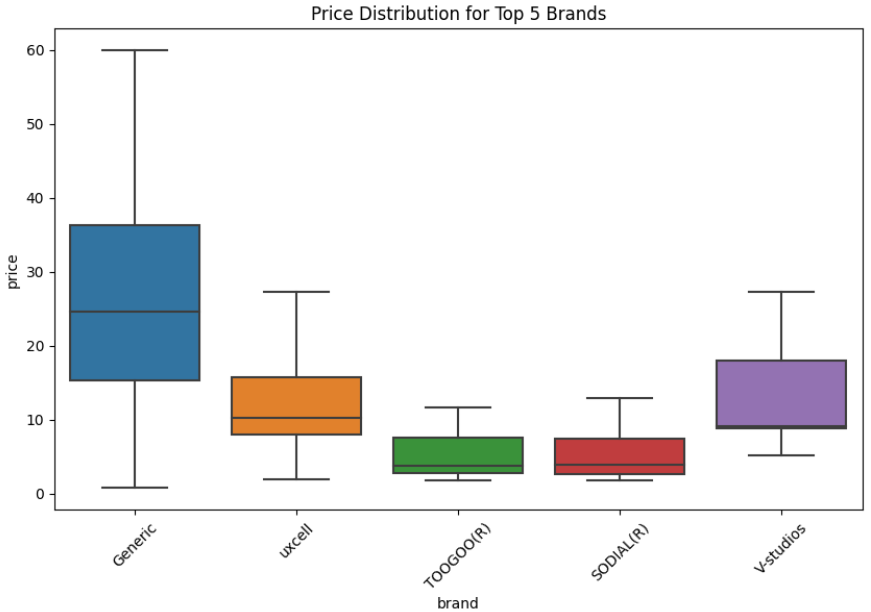 Price Distribution for Top 5 Brands
60
50
40
30
20
10
0
price
Generic
uxcell
TOOGOO(R)
SODIAL(R)
V-studios
brand